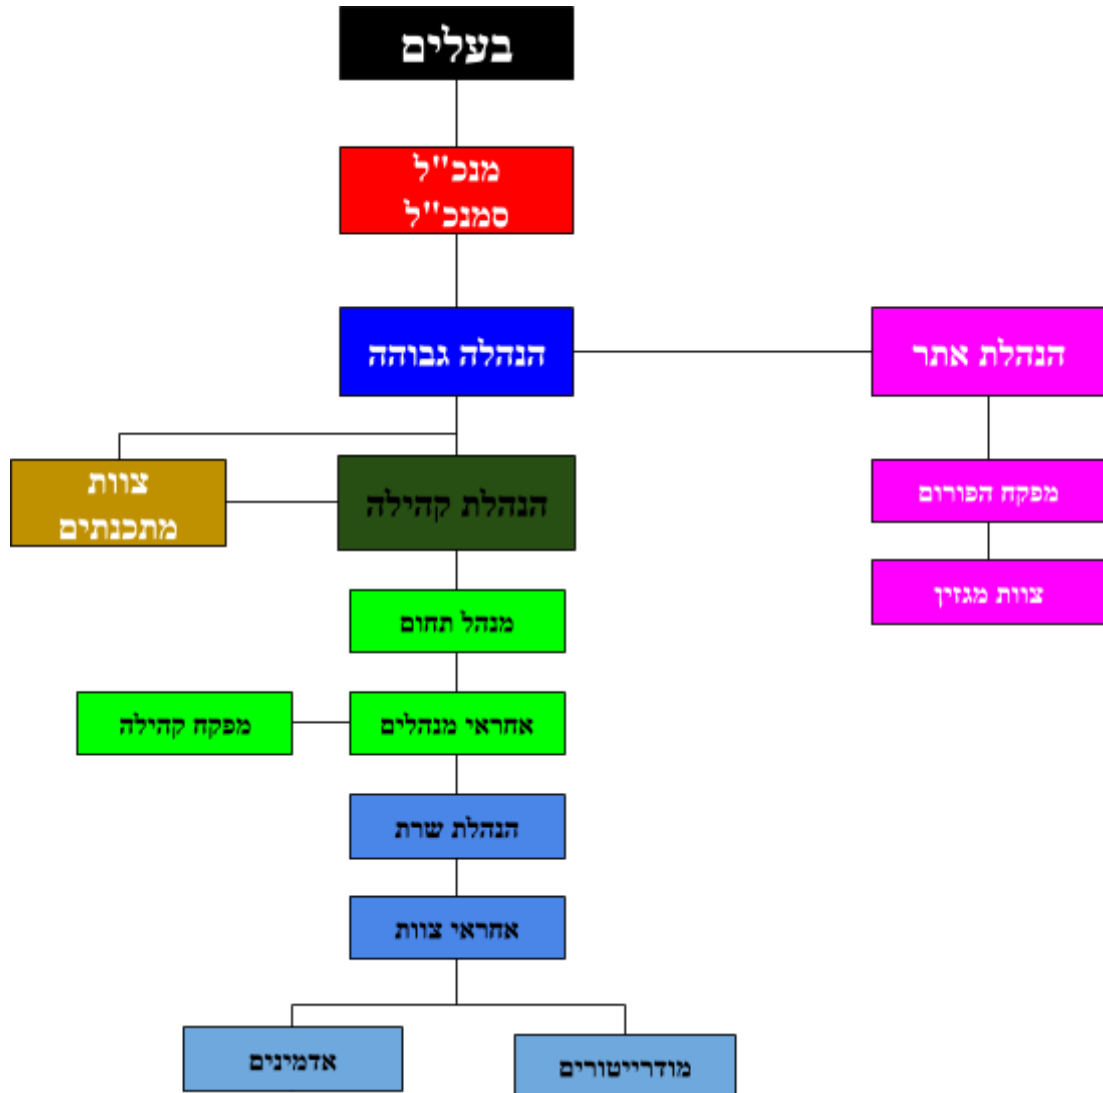 בעלים
מנכ"ל
סמנכ"ל
הנהלה גבוהה
הנהלת אתר
צוות
מתכנתים
הנהלת קהילה
מפקח הפורום
צוות מגזין
מנהל תחום
אחראי מנהלים
מפקח קהילה
הנהלת שרת
אחראי צוות
מודרייטורים
אדמינים